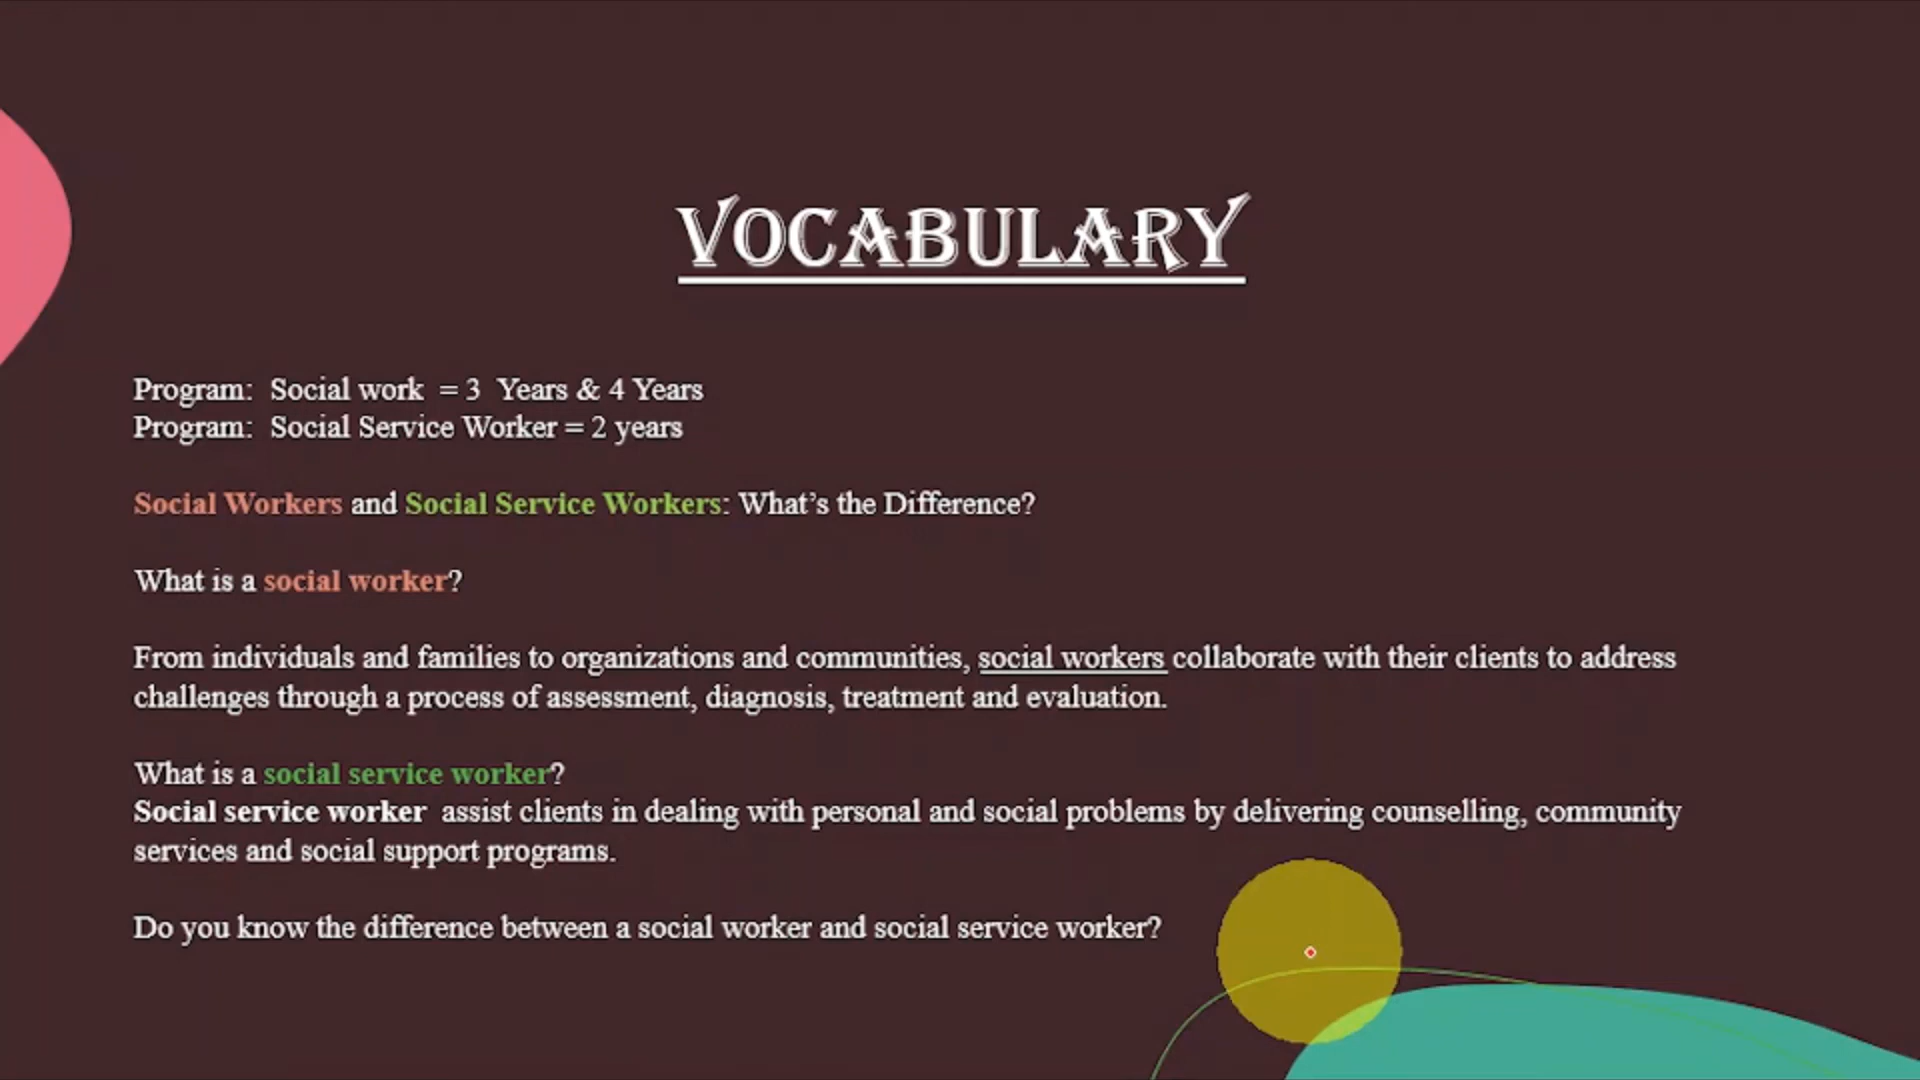 VOCABULARY
Program:  Social work  = 3  Years & 4 Years
Program:  Social Service Worker = 2 years
Social Workers and Social Service Workers: What’s the Difference?
What is a social worker?
From individuals and families to organizations and communities, social workers collaborate with their clients to address
challenges through a process of assessment, diagnosis, treatment and evaluation.
What is a social service worker?
Social service worker  assist clients in dealing with personal and social problems by delivering counselling, community
services and social support programs.
Do you know the difference between a social worker and social service worker?